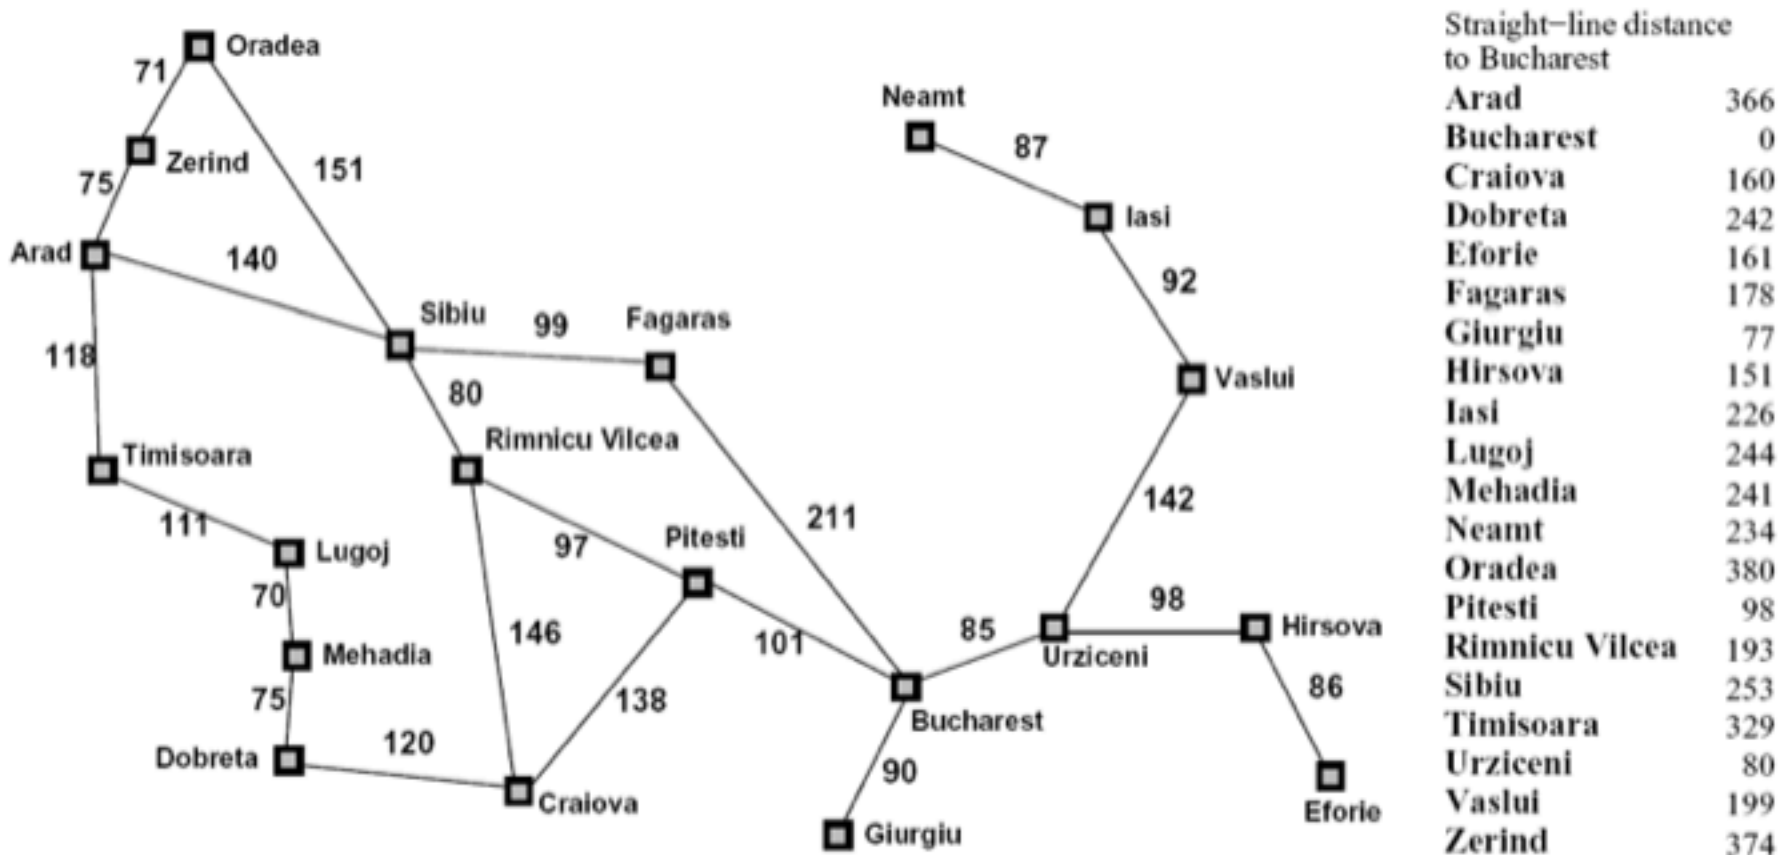 Oradea
71
Neamt
87
Zerind
151
75
Iasi
Arad
140
92
Sibiu
99
Fagaras
118
80
Vaslui
Rimnicu Vilcea
Timisoara
142
211
111
Pitesti
97
Lugoj
70
98
146
85
Hirsova
101
Urziceni
Mehadia
86
75
138
Bucharest
120
Dobreta
90
Craiova
Eforie
Giurgiu
Straight−line distance
to Bucharest
Arad 366
Bucharest 0
Craiova 160
Dobreta 242
Eforie 161
Fagaras 178
Giurgiu 77
Hirsova 151
Iasi 226
Lugoj 244
Mehadia 241
Neamt 234
Oradea 380
Pitesti 98
Rimnicu Vilcea 193
Sibiu 253
Timisoara 329
Urziceni 80
Vaslui 199
Zerind 374